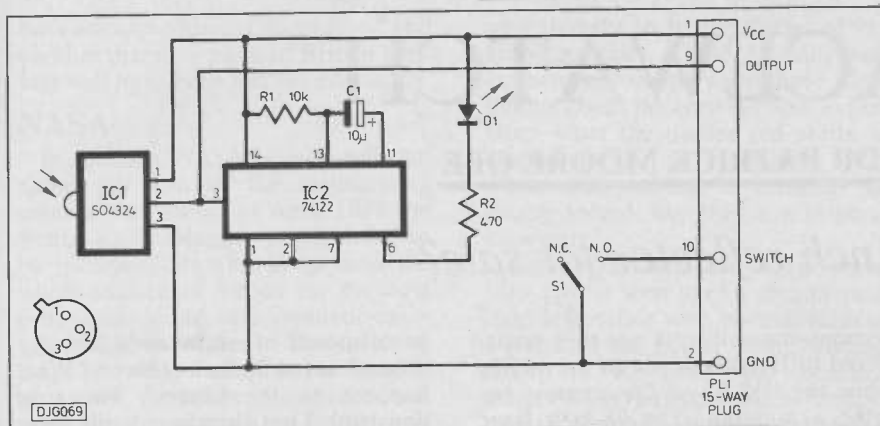 1
VCC
9
OUTPUT
R1 10k
C1
10µ
+
D1
14
13
11
IC1
SO4324
1
2
3
3
IC2
74122
R2
470
1
2
7
6
N.C.
N.O.
10
SWITCH
S1
2
GND
PL1
15-WAY
PLUG
1
2
3
DJG069